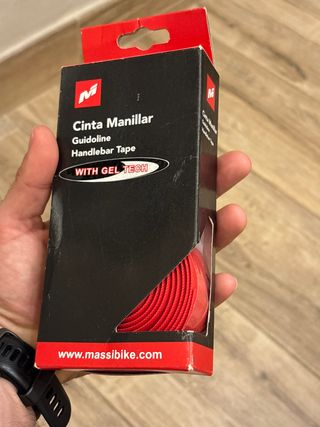 Cinta Manillar
Guidoline
Handlebar Tape
WITH GEL TECH
www.massibike.com